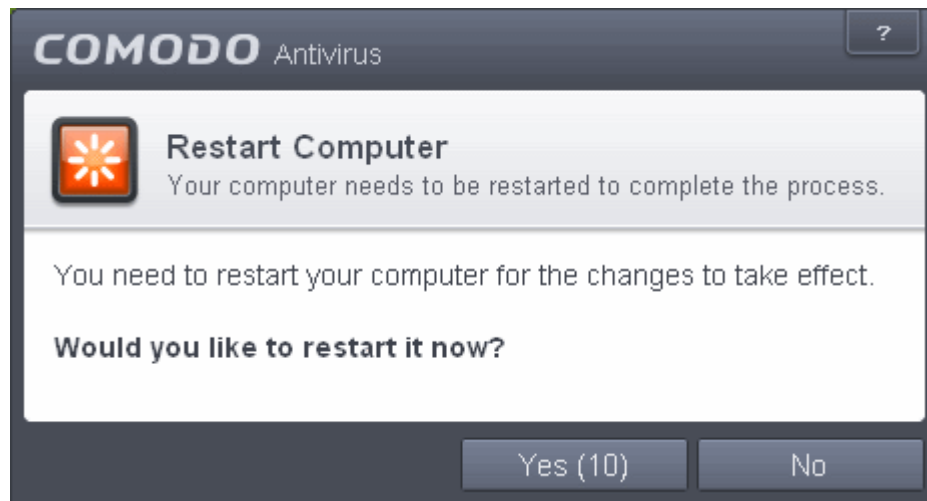 COMODO Antivirus
?
Restart Computer
Your computer needs to be restarted to complete the process.
You need to restart your computer for the changes to take effect.
Would you like to restart it now?
Yes (10)
No